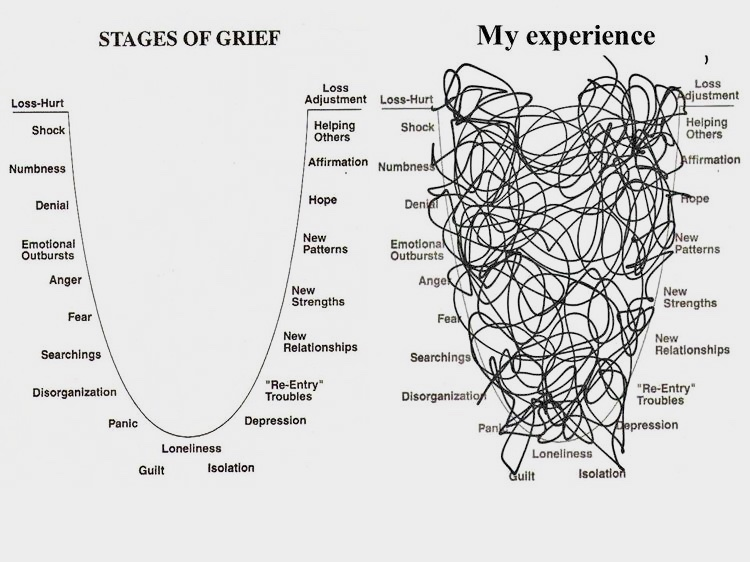 STAGES OF GRIEF
Loss-Hurt
Shock
Numbness
Denial
Emotional
Outbursts
Anger
Fear
Searchings
Disorganization
Panic
Loneliness
Guilt
Isolation
Depression
"Re-Entry"
Troubles
New
Relationships
New
Strengths
New
Patterns
Hope
Affirmation
Helping
Others
Loss
Adjustment
My experience
Loss-Hurt
Shock
Numbness
Denial
Emotional
Outbursts
Anger
Fear
Searchings
Disorganization
Panic
Loneliness
Guilt
Isolation
Depression
"Re-Entry"
Troubles
New
Relationships
New
Strengths
New
Patterns
Hope
Affirmation
Helping
Others
Loss
Adjustment